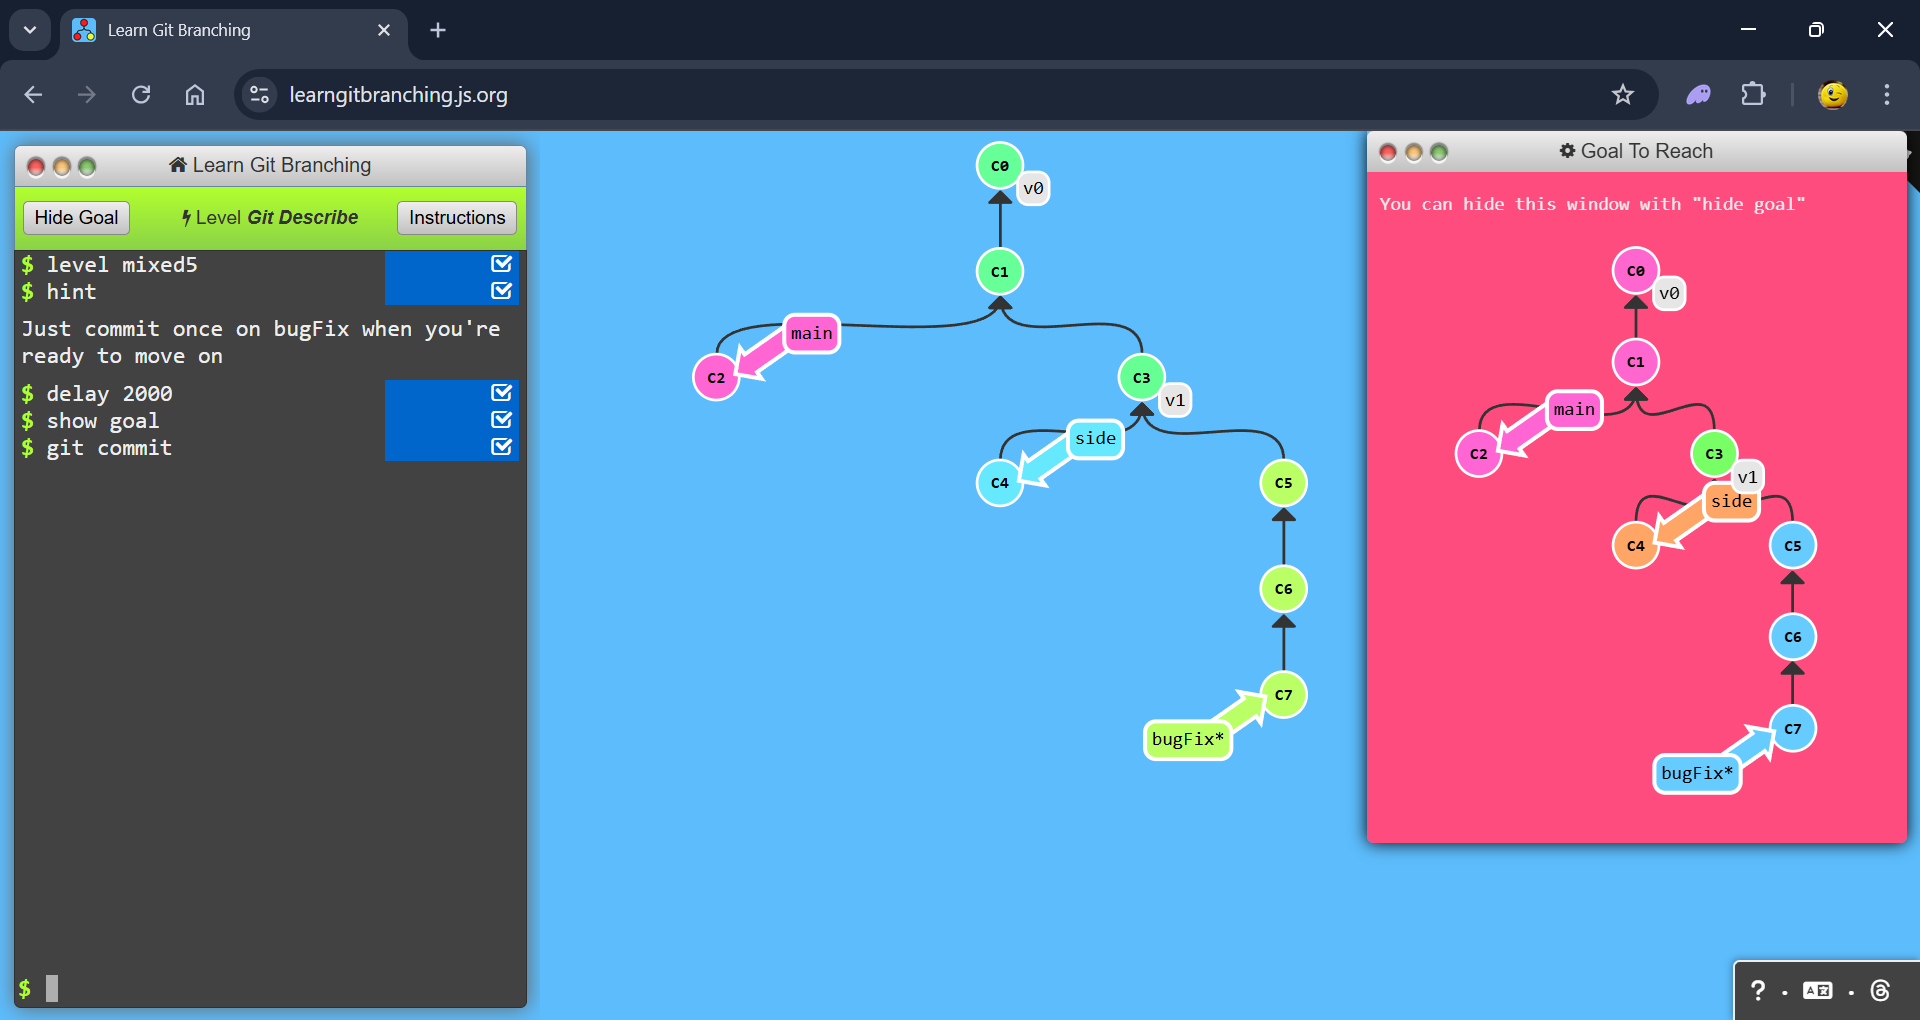 Learn Git Branching
learngitbranching.js.org
Learn Git Branching
Hide Goal
Level Git Describe
Instructions
$ level mixed5
$ hint
Just commit once on bugFix when you're
ready to move on
$ delay 2000
$ show goal
$ git commit
$
C0
v0
C1
main
C2
C3
v1
side
C4
C5
C6
C7
bugFix*
Goal To Reach
You can hide this window with "hide goal"
C0
v0
C1
main
C2
C3
v1
side
C4
C5
C6
C7
bugFix*
? · A文 ·